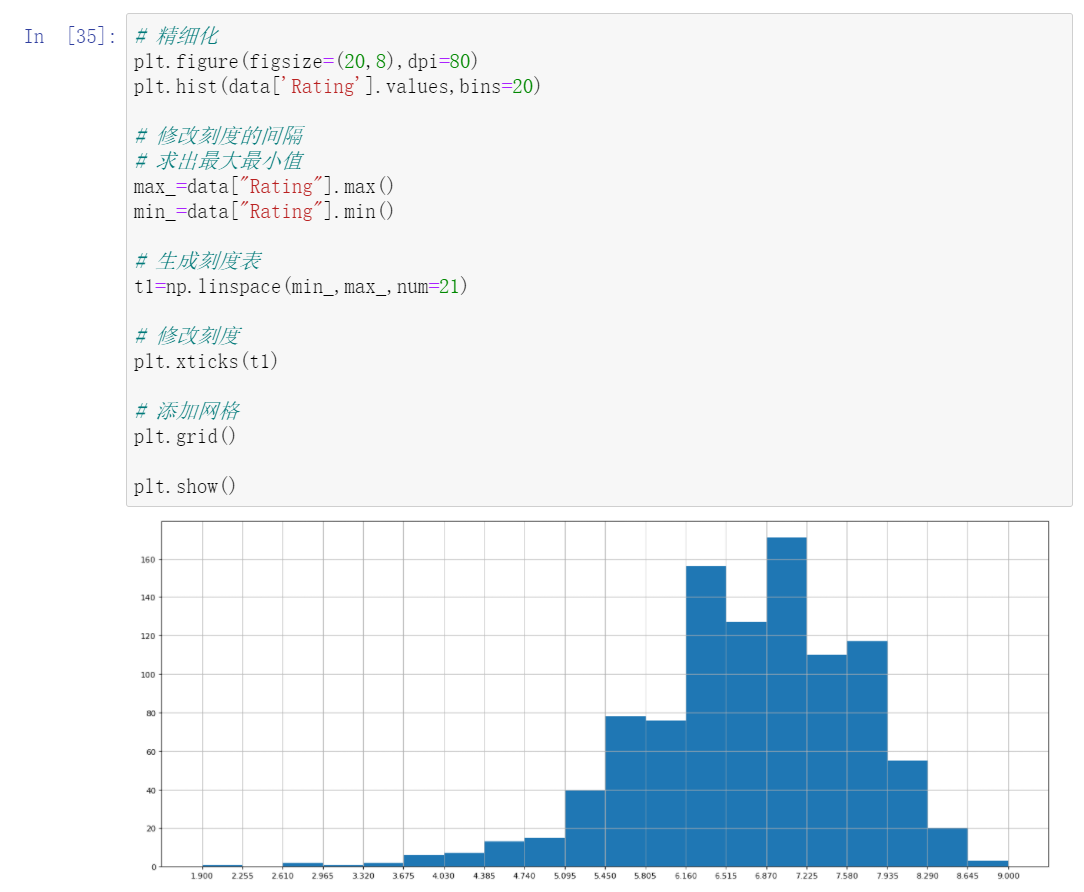 In [35]:
# 精细化
plt.figure(figsize=(20,8),dpi=80)
plt.hist(data['Rating'].values,bins=20)
# 修改刻度的间隔
# 求出最大最小值
max_=data["Rating"].max()
min_=data["Rating"].min()
# 生成刻度表
t1=np.linspace(min_,max_,num=21)
# 修改刻度
plt.xticks(t1)
# 添加网格
plt.grid()
plt.show()
160
140
120
100
80
60
40
20
0
1.900 2.255 2.610 2.965 3.320 3.675 4.030 4.385 4.740 5.095 5.450 5.805 6.160 6.515 6.870 7.225 7.580 7.935 8.290 8.645 9.000